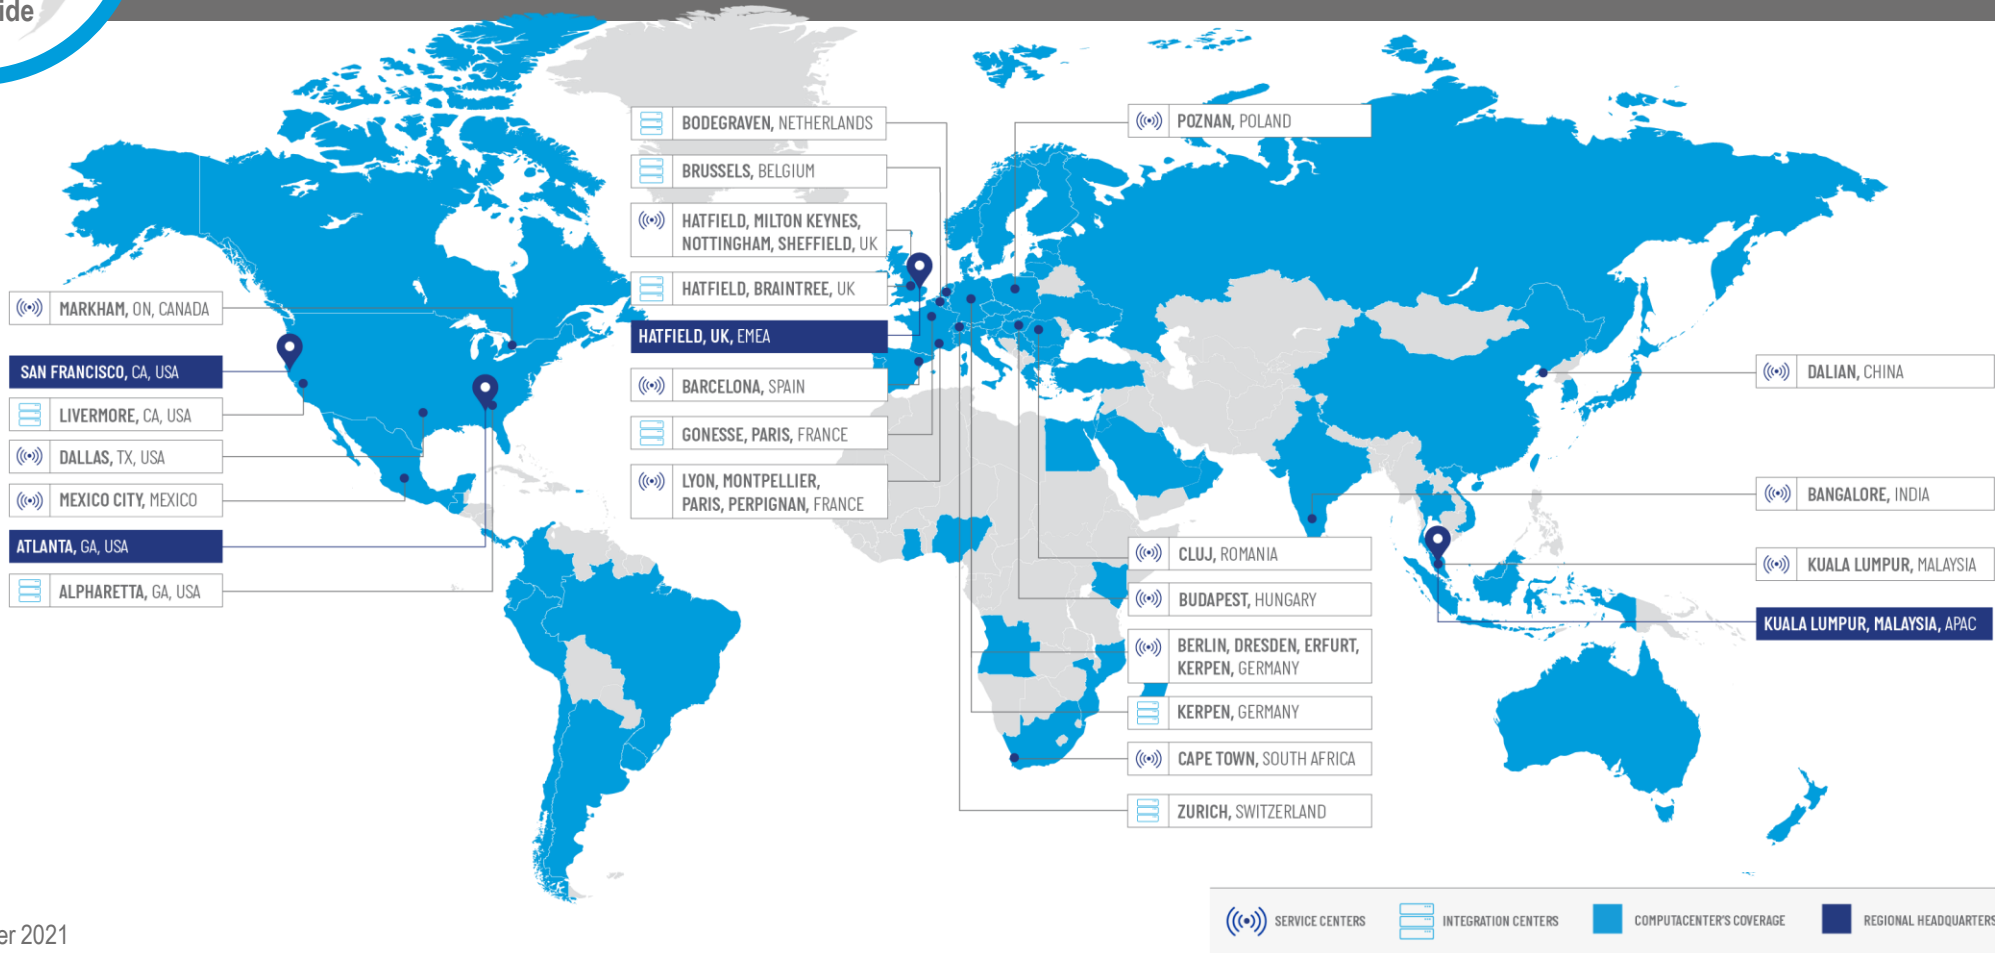 MARKHAM, ON, CANADA
SAN FRANCISCO, CA, USA
LIVERMORE, CA, USA
DALLAS, TX, USA
MEXICO CITY, MEXICO
ATLANTA, GA, USA
ALPHARETTA, GA, USA
BODEGRAVEN, NETHERLANDS
BRUSSELS, BELGIUM
HATFIELD, MILTON KEYNES,
NOTTINGHAM, SHEFFIELD, UK
HATFIELD, BRAINTREE, UK
HATFIELD, UK, EMEA
BARCELONA, SPAIN
GONESSE, PARIS, FRANCE
LYON, MONTPELLIER,
PARIS, PERPIGNAN, FRANCE
POZNAN, POLAND
CLUJ, ROMANIA
BUDAPEST, HUNGARY
BERLIN, DRESDEN, ERFURT,
KERPEN, GERMANY
KERPEN, GERMANY
CAPE TOWN, SOUTH AFRICA
ZURICH, SWITZERLAND
DALIAN, CHINA
BANGALORE, INDIA
KUALA LUMPUR, MALAYSIA
KUALA LUMPUR, MALAYSIA, APAC
SERVICE CENTERS
INTEGRATION CENTERS
COMPUTACENTER'S COVERAGE
REGIONAL HEADQUARTERS
2021